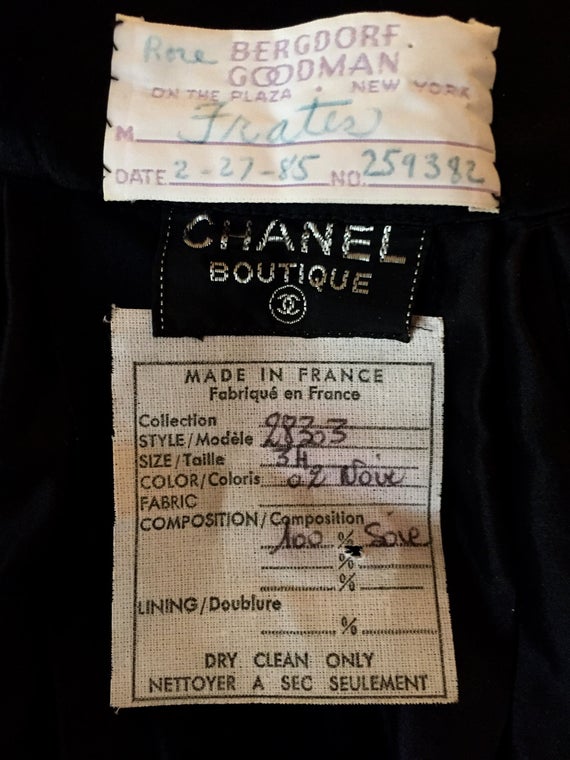 Rose BERGDORF
GOODMAN
ON THE PLAZA . NEW YORK
M Frates
DATE 2-27-85 NO. 259382
CHANEL
BOUTIQUE
MADE IN FRANCE
Fabriqué en France
Collection
STYLE/Modèle 28303
SIZE/Taille 34
COLOR/Coloris 02 Noir
FABRIC
COMPOSITION/Composition
100 % Soie
%
%
LINING/Doublure
%
DRY CLEAN ONLY
NETTOYER A SEC SEULEMENT